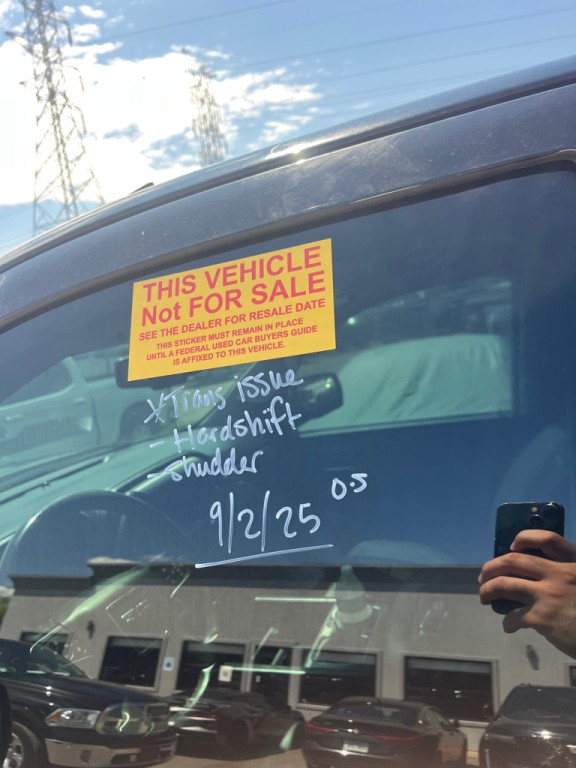 THIS VEHICLE
Not FOR SALE
SEE THE DEALER FOR RESALE DATE
THIS STICKER MUST REMAIN IN PLACE
UNTIL A FEDERAL USED CAR BUYERS GUIDE
IS AFFIXED TO THIS VEHICLE.
X Trans issue
- Hardshift
- shudder
9/2/25 0.5